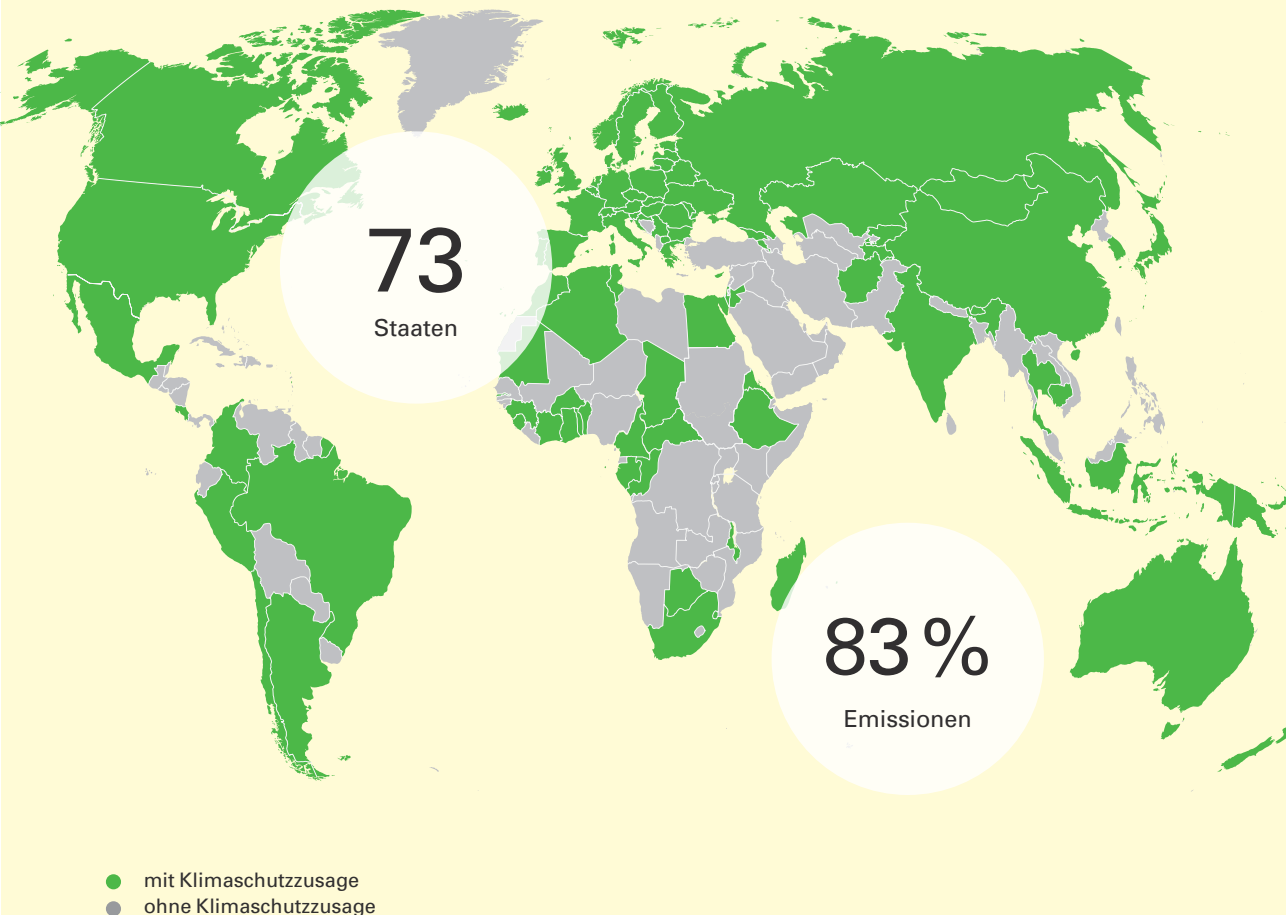 73
Staaten
83 %
Emissionen
mit Klimaschutzzusage
ohne Klimaschutzzusage